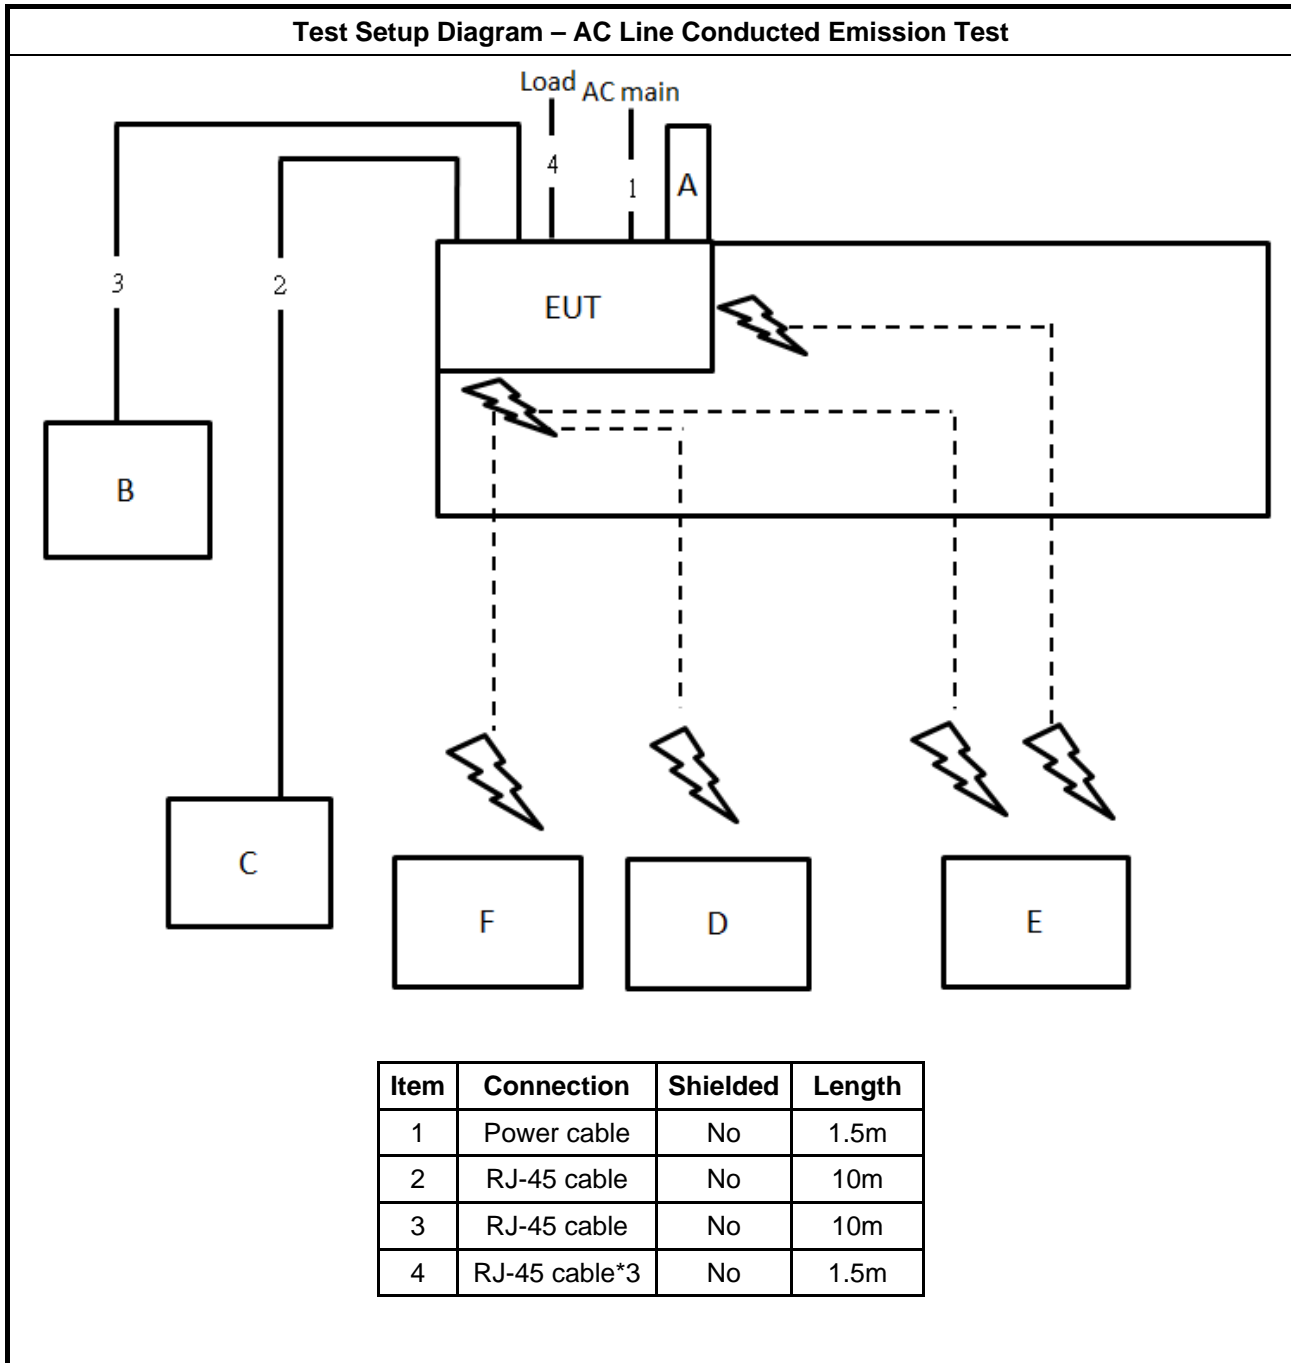 Test Setup Diagram – AC Line Conducted Emission Test
Load
AC main
4
1
A
3
2
EUT
B
C
F
D
E
Item Connection Shielded Length
1 Power cable No 1.5m
2 RJ-45 cable No 10m
3 RJ-45 cable No 10m
4 RJ-45 cable*3 No 1.5m